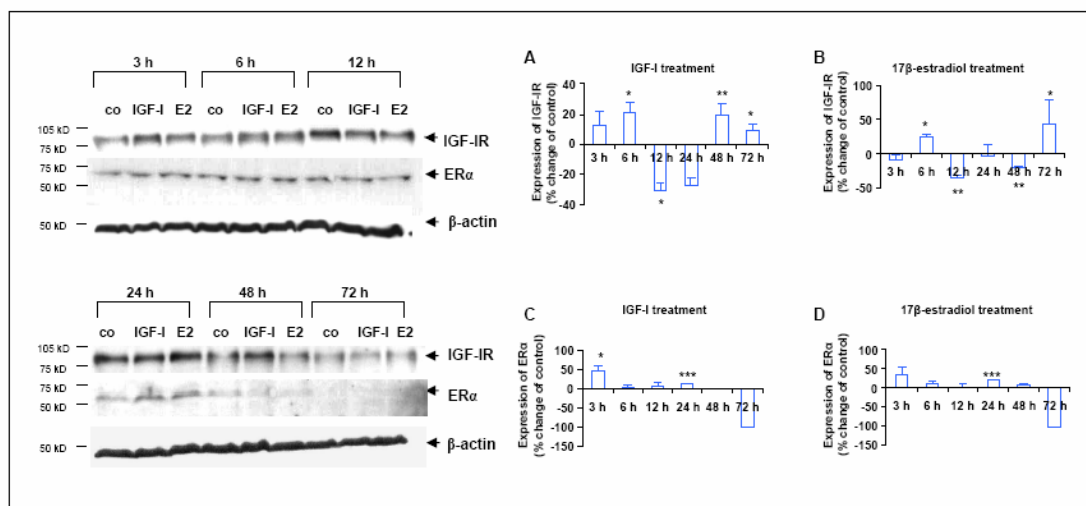 3 h 6 h 12 h
co IGF-I E2 co IGF-I E2 co IGF-I E2
105 kD
75 kD
IGF-IR
75 kD
50 kD
ERα
50 kD
β-actin
24 h 48 h 72 h
co IGF-I E2 co IGF-I E2 co IGF-I E2
105 kD
75 kD
IGF-IR
75 kD
50 kD
ERα
50 kD
β-actin
A
IGF-I treatment
Expression of IGF-IR
(% change of control)
40
20
0
-20
-40
* ** *
3 h 6 h 12 h 24 h 48 h 72 h
*
B
17β-estradiol treatment
Expression of IGF-IR
(% change of control)
100
50
0
-50
* *
3 h 6 h 12 h 24 h 48 h 72 h
** **
C
IGF-I treatment
Expression of ERα
(% change of control)
100
50
0
-50
-100
-150
* ***
3 h 6 h 12 h 24 h 48 h 72 h
D
17β-estradiol treatment
Expression of ERα
(% change of control)
100
50
0
-50
-100
-150
***
3 h 6 h 12 h 24 h 48 h 72 h